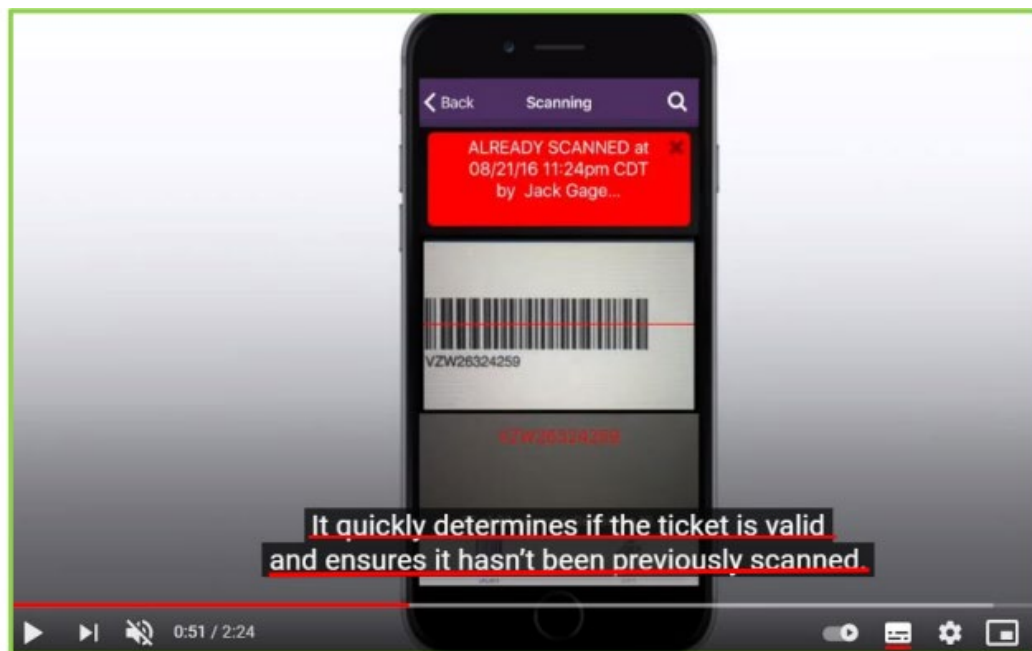 Back Scanning
ALREADY SCANNED at
08/21/16 11:24pm CDT
by Jack Gage...
VZW26324259
VZW26324259
It quickly determines if the ticket is valid
and ensures it hasn't been previously scanned.
0:51 / 2:24